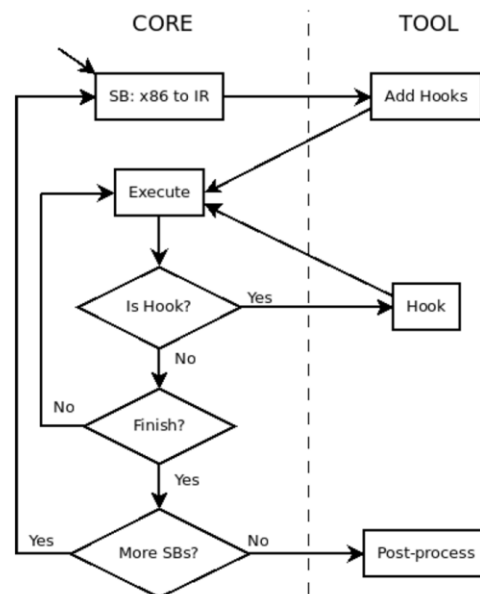 CORE
TOOL
SB: x86 to IR
Add Hooks
Execute
Is Hook?
Yes
Hook
No
No
Finish?
Yes
Yes
More SBs?
No
Post-process